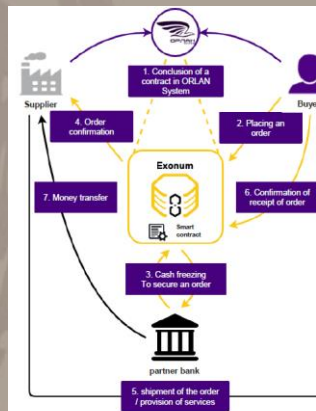 1. Conclusion of a
contract in ORLAN
System
Supplier
Buye
4. Order
confirmation
2. Placing an
order
Exonum
7. Money transfer
6. Confirmation of
receipt of order
Smart
contract
3. Cash freezing
To secure an order
partner bank
5. shipment of the order
/ provision of services